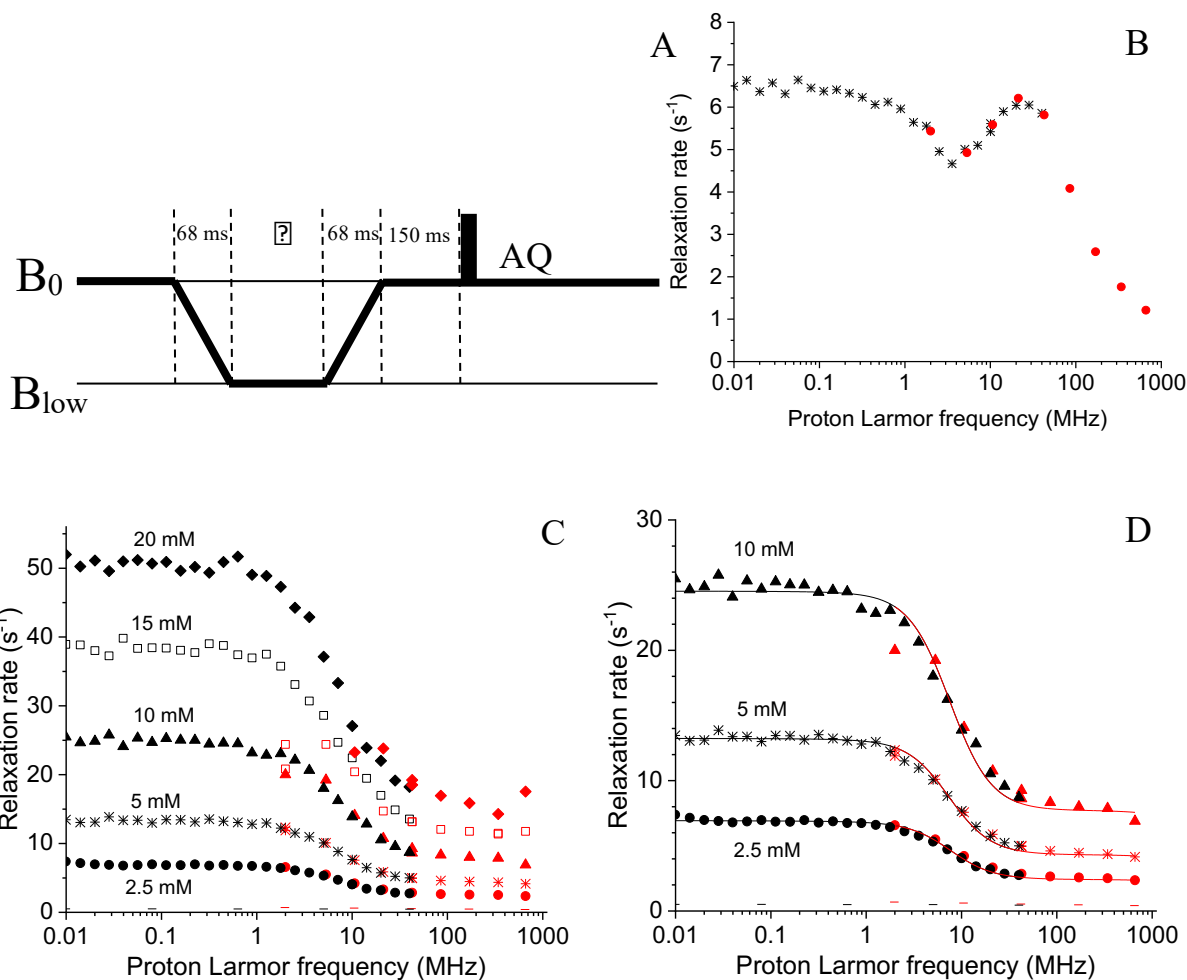 A
68 ms
?
68 ms
150 ms
B0
AQ
Blow
B
Relaxation rate (s-1)
8
7
6
5
4
3
2
1
0
0.01
0.1
1
10
100
1000
Proton Larmor frequency (MHz)
C
Relaxation rate (s-1)
50
40
30
20
10
0
20 mM
15 mM
10 mM
5 mM
2.5 mM
0.01
0.1
1
10
100
1000
Proton Larmor frequency (MHz)
D
Relaxation rate (s-1)
30
20
10
0
10 mM
5 mM
2.5 mM
0.01
0.1
1
10
100
1000
Proton Larmor frequency (MHz)